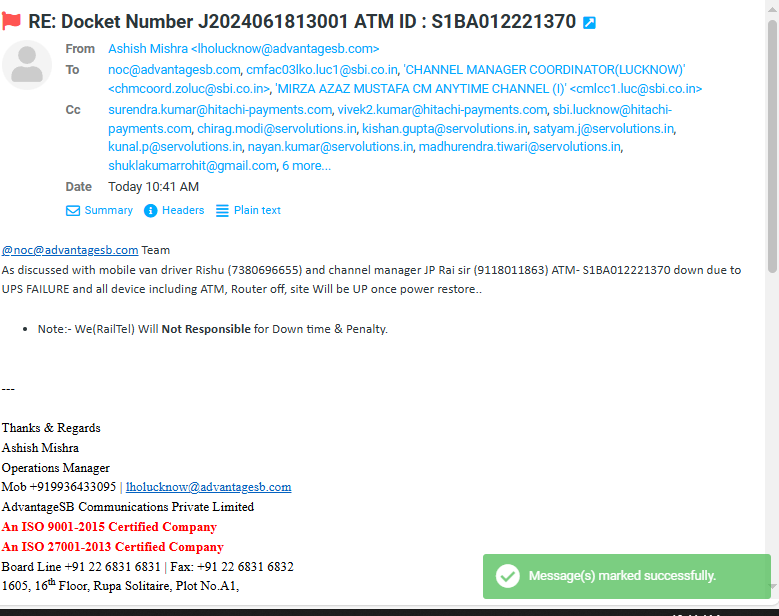 RE: Docket Number J2024061813001 ATM ID : S1BA012221370
From Ashish Mishra <lholucknow@advantagesb.com>
To noc@advantagesb.com, cmfac03lko.luc1@sbi.co.in, 'CHANNEL MANAGER COORDINATOR(LUCKNOW)'
<chmcoord.zoluc@sbi.co.in>, 'MIRZA AZAZ MUSTAFA CM ANYTIME CHANNEL (I)' <cmlcc1.luc@sbi.co.in>
Cc surendra.kumar@hitachi-payments.com, vivek2.kumar@hitachi-payments.com, sbi.lucknow@hitachi-
payments.com, chirag.modi@servolutions.in, kishan.gupta@servolutions.in, satyam.j@servolutions.in,
kunal.p@servolutions.in, nayan.kumar@servolutions.in, madhurendra.tiwari@servolutions.in,
shuklakumarrohit@gmail.com, 6 more...
Date Today 10:41 AM
Summary Headers Plain text
@noc@advantagesb.com Team
As discussed with mobile van driver Rishu (7380696655) and channel manager JP Rai sir (9118011863) ATM- S1BA012221370 down due to
UPS FAILURE and all device including ATM, Router off, site Will be UP once power restore..
• Note:- We(RailTel) Will Not Responsible for Down time & Penalty.
---
Thanks & Regards
Ashish Mishra
Operations Manager
Mob +919936433095 | lholucknow@advantagesb.com
AdvantageSB Communications Private Limited
An ISO 9001-2015 Certified Company
An ISO 27001-2013 Certified Company
Board Line +91 22 6831 6831 | Fax: +91 22 6831 6832
1605, 16th Floor, Rupa Solitaire, Plot No.A1,
Message(s) marked successfully.